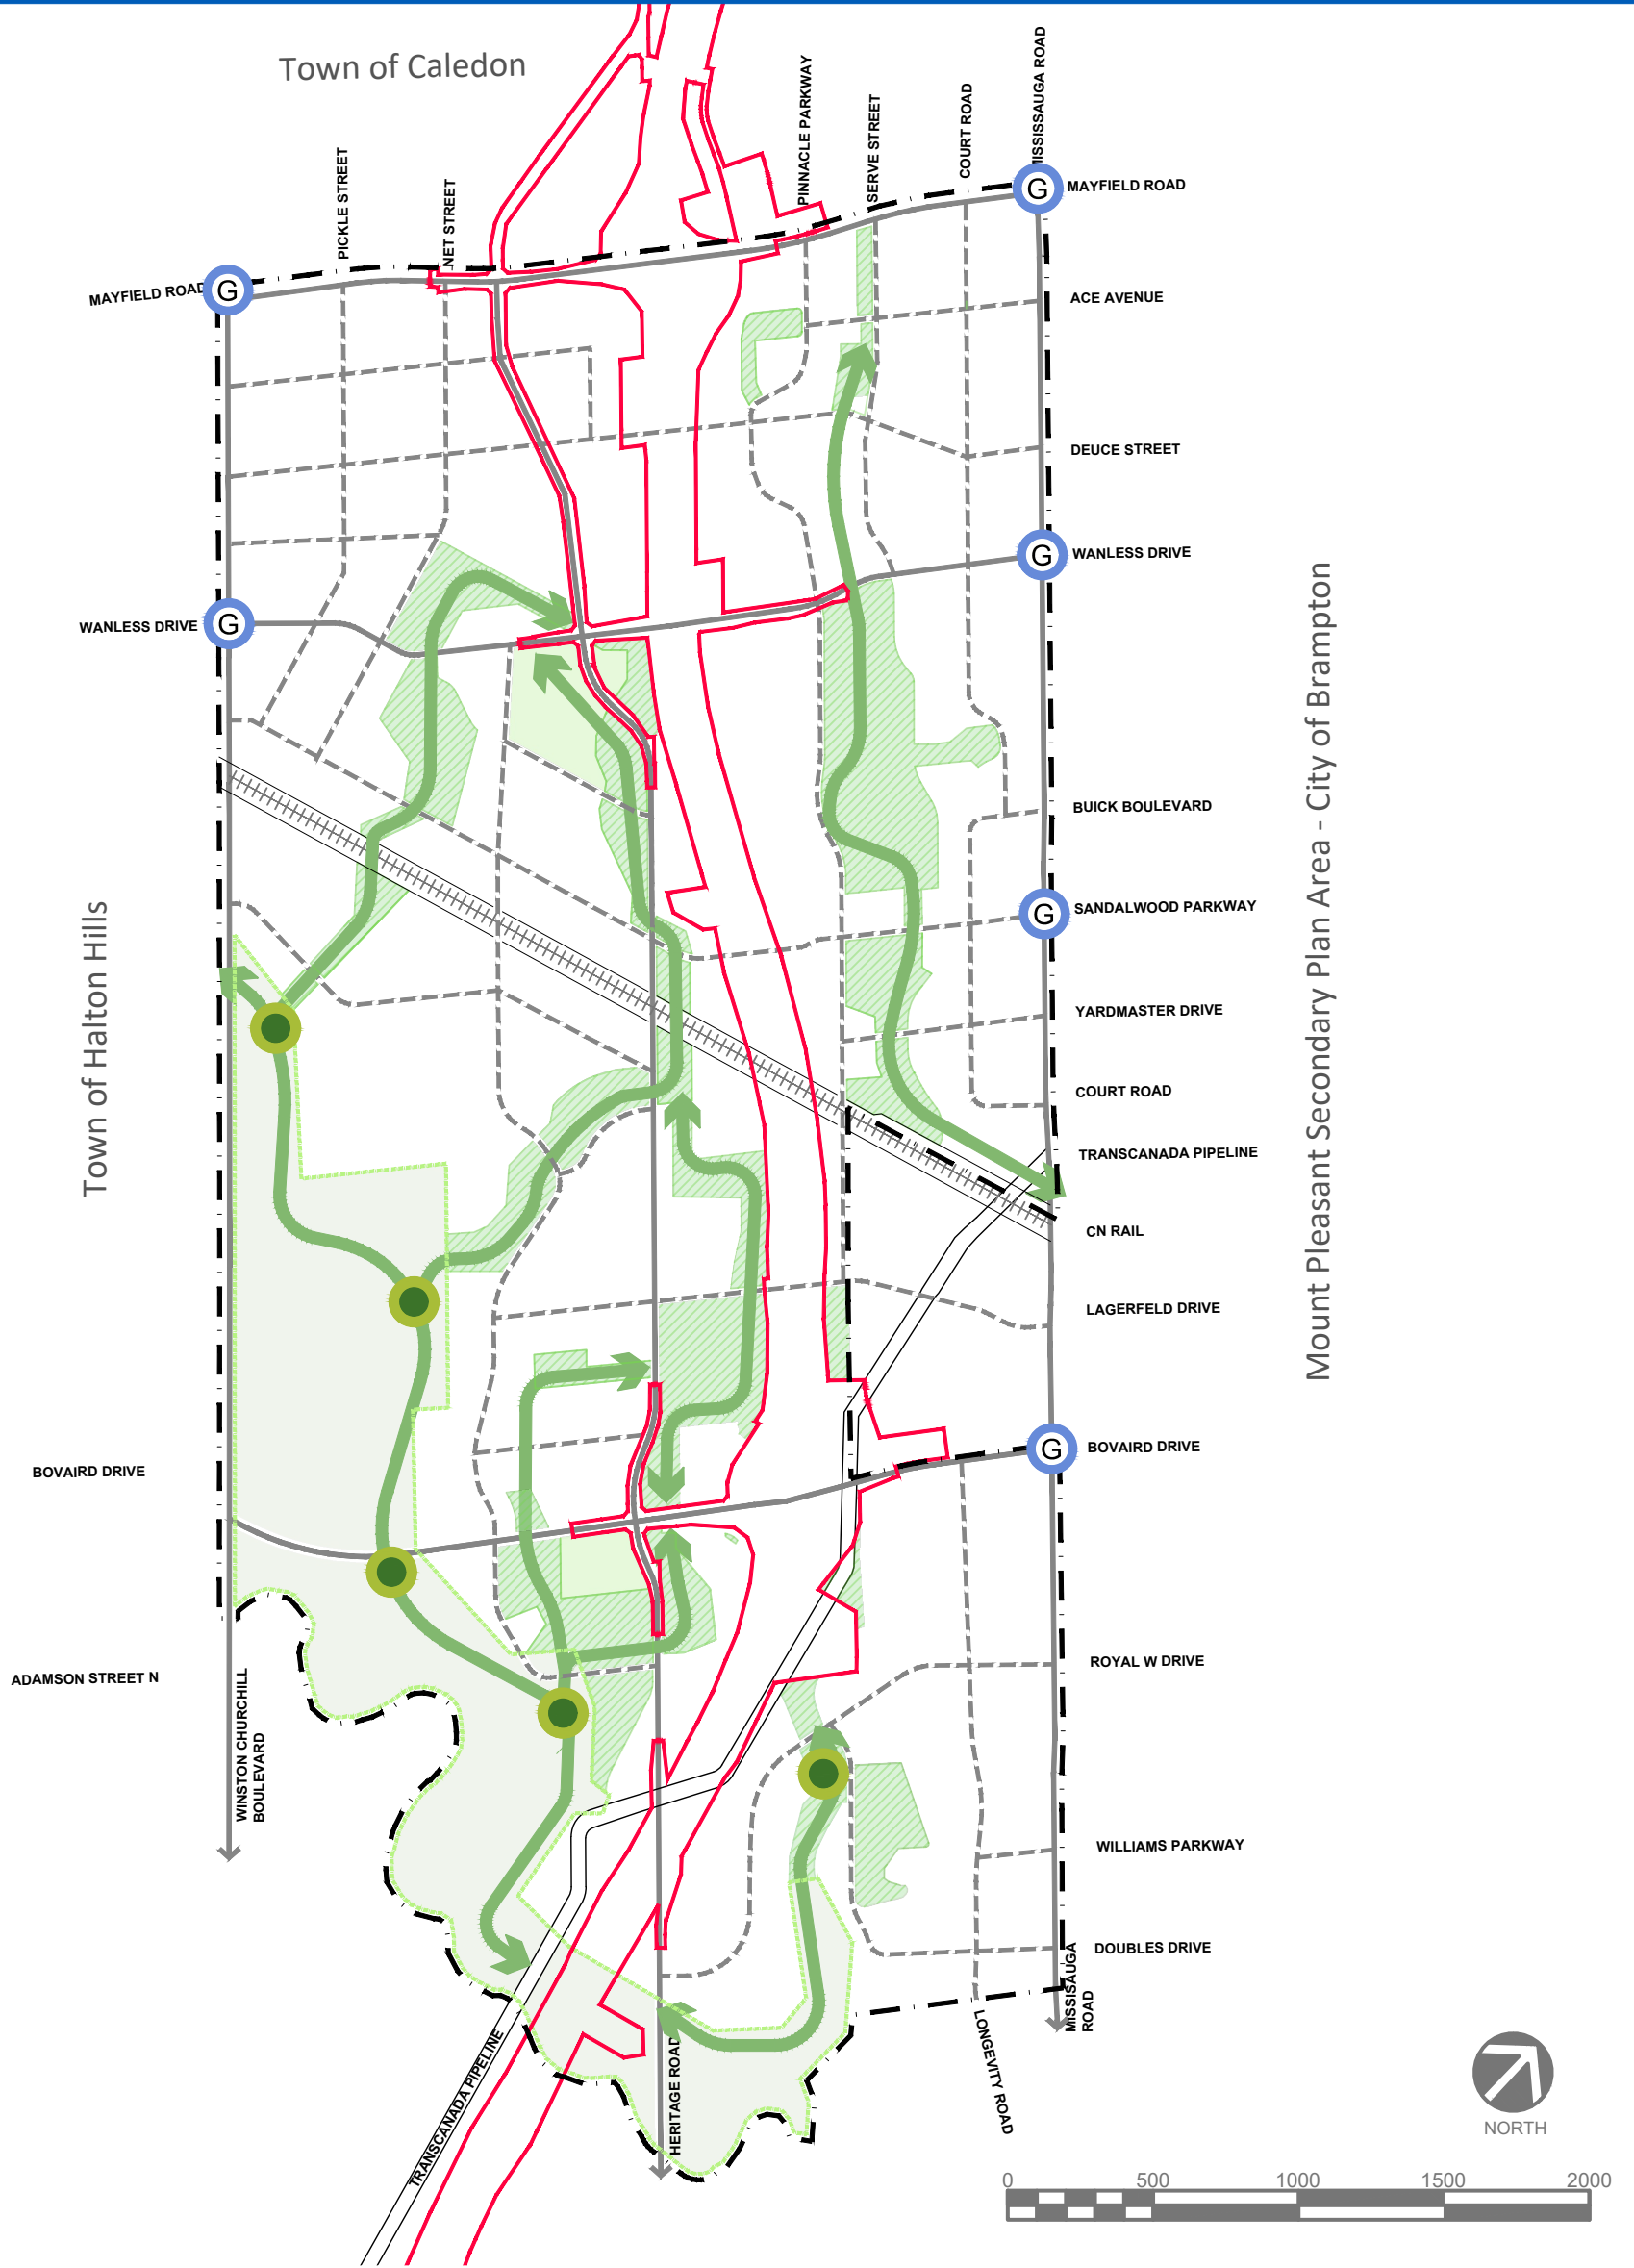 Town of Caledon
PICKLE STREET
NET STREET
PINNACLE PARKWAY
SERVE STREET
COURT ROAD
MISSISSAUGA ROAD
G
MAYFIELD ROAD
MAYFIELD ROAD
G
ACE AVENUE
DEUCE STREET
G
WANLESS DRIVE
WANLESS DRIVE
G
Mount Pleasant Secondary Plan Area - City of Brampton
BUICK BOULEVARD
Town of Halton Hills
G
SANDALWOOD PARKWAY
YARDMASTER DRIVE
COURT ROAD
TRANSCANADA PIPELINE
CN RAIL
LAGERFELD DRIVE
G
BOVAIRD DRIVE
BOVAIRD DRIVE
ROYAL W DRIVE
ADAMSON STREET N
WINSTON CHURCHILL
BOULEVARD
WILLIAMS PARKWAY
DOUBLES DRIVE
MISSISAUGA
ROAD
LONGEVITY ROAD
TRANSCANADA PIPELINE
HERITAGE ROAD
NORTH
0 500 1000 1500 2000